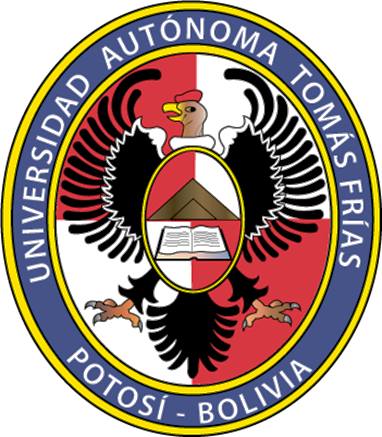 UNIVERSIDAD AUTÓNOMA TOMÁS FRÍAS
POTOSÍ - BOLIVIA